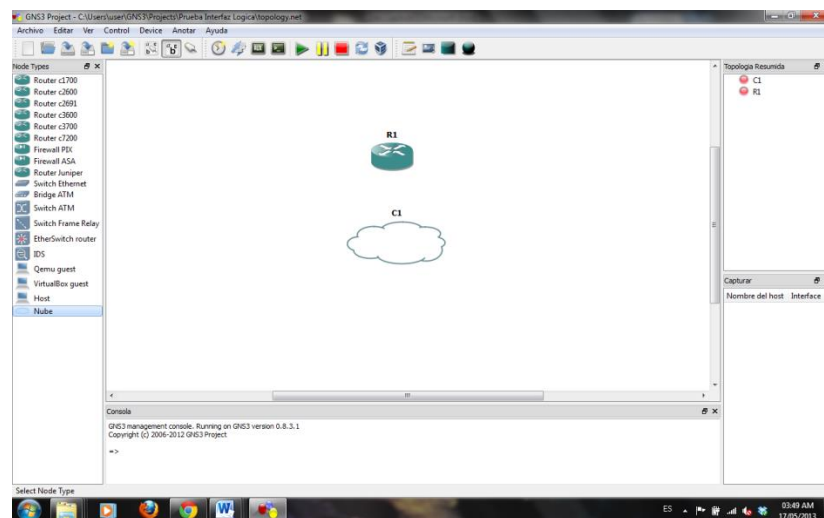 GNS3 Project - C:\Users\user\GNS3\Projects\Prueba Interfaz Logica\topology.net
Archivo Editar Ver Control Device Anotar Ayuda
Node Types
Router c1700
Router c2600
Router c2691
Router c3600
Router c3700
Router c7200
Firewall PIX
Firewall ASA
Router Juniper
Switch Ethernet
Bridge ATM
Switch ATM
Switch Frame Relay
EtherSwitch router
IDS
Qemu guest
VirtualBox guest
Host
Nube
R1
C1
Topologia Resumida
C1
R1
Capturar
Nombre del host Interface
Consola
GNS3 management console. Running on GNS3 version 0.8.3.1
Copyright (c) 2006-2012 GNS3 Project
=>
Select Node Type
ES
03:49 AM
17/05/2013